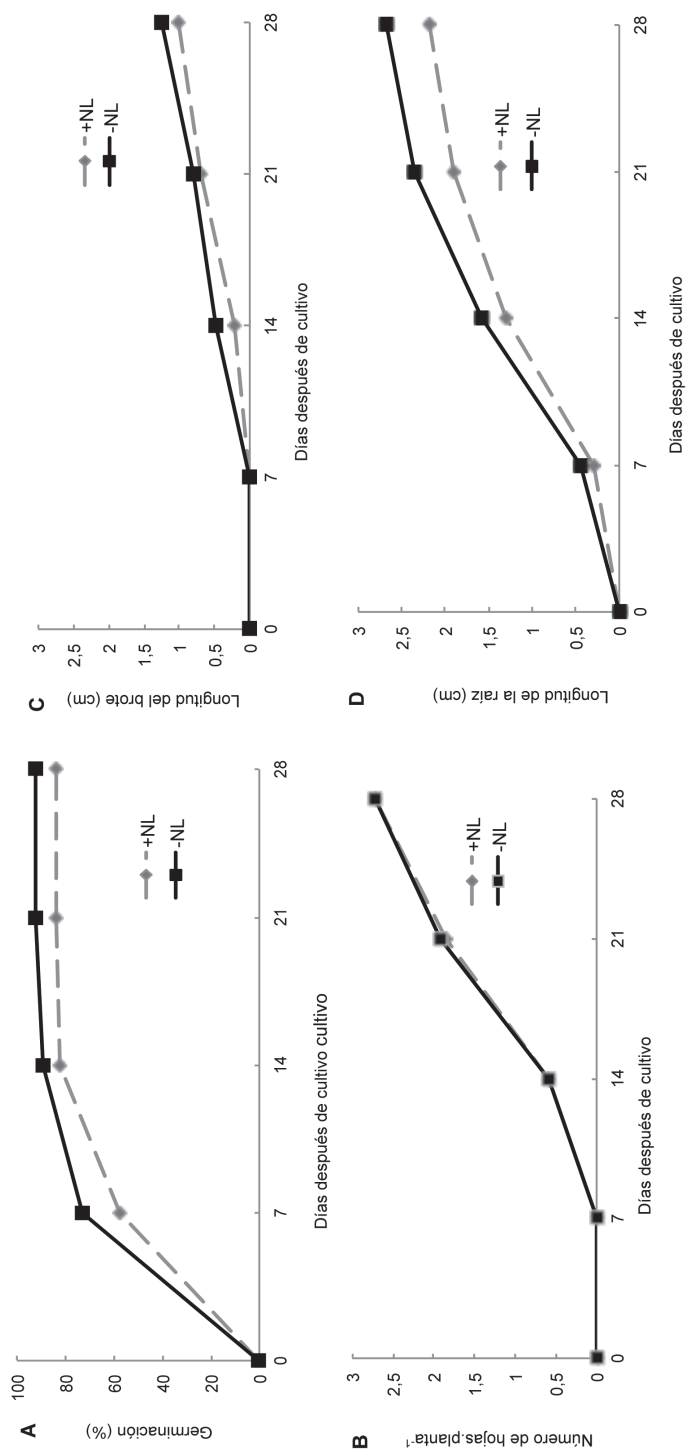 A
Germinación (%)
100
80
60
40
20
0
0 7 14 21 28
Días después de cultivo cultivo
+NL
-NL
B
Número de hojas.planta⁻¹
3
2,5
2
1,5
1
0,5
0
0 7 14 21 28
Días después de cultivo
+NL
-NL
C
Longitud del brote (cm)
3
2,5
2
1,5
1
0,5
0
0 7 14 21 28
Días después de cultivo
+NL
-NL
D
Longitud de la raíz (cm)
3
2,5
2
1,5
1
0,5
0
0 7 14 21 28
Días después de cultivo
+NL
-NL